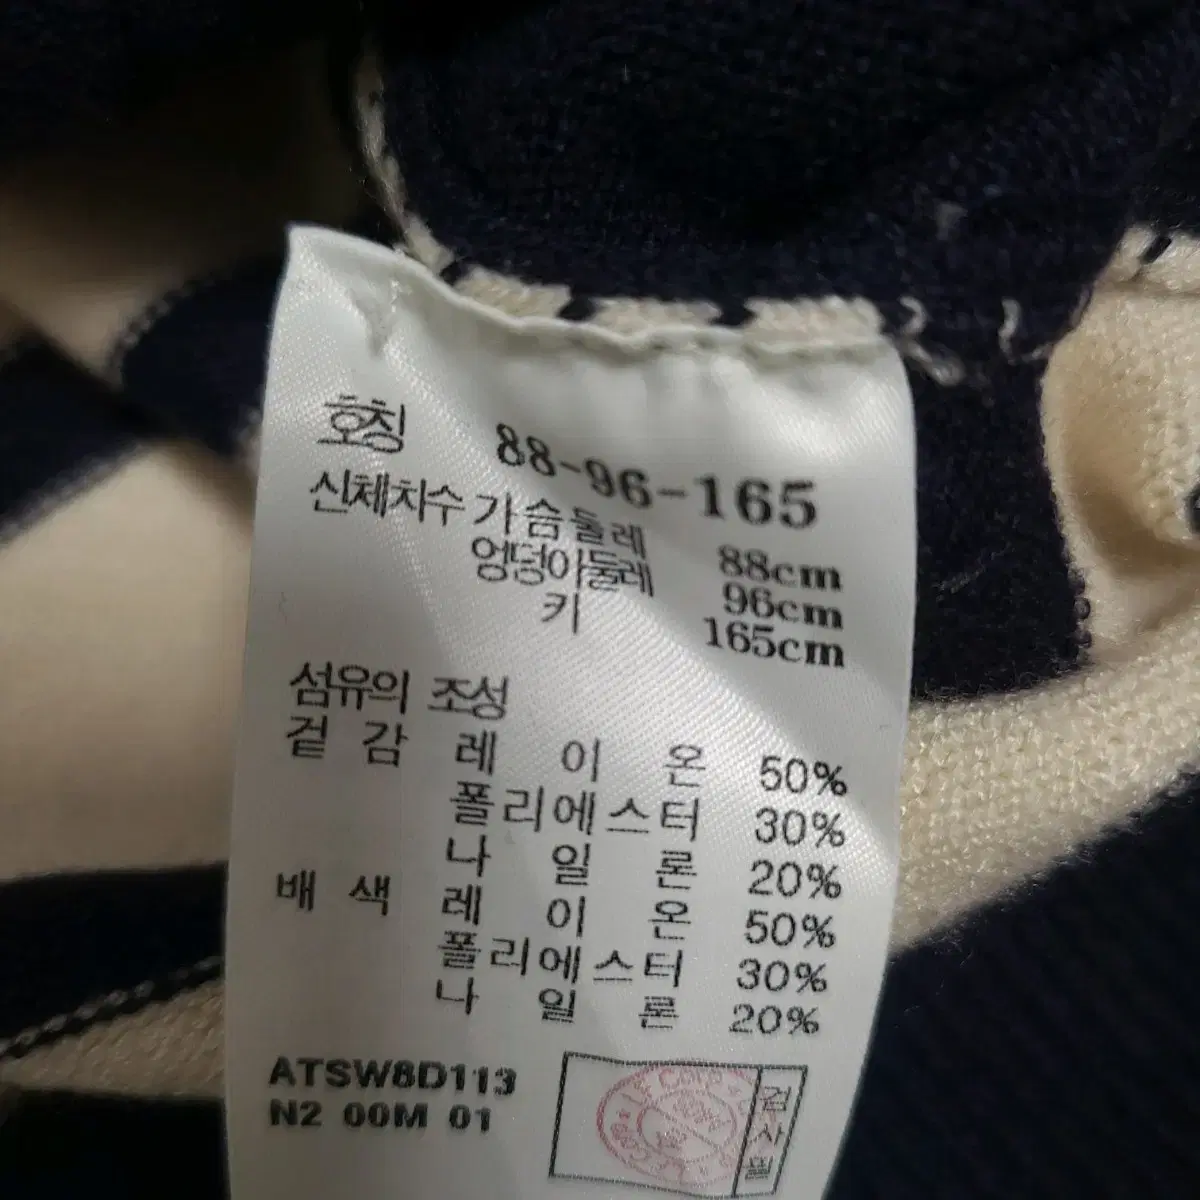 호칭 88-96-165
신체치수 가슴둘레 88cm
엉덩이둘레 96cm
키 165cm
섬유의 조성
겉감 레이온 50%
폴리에스터 30%
나일론 20%
배색 레이온 50%
폴리에스터 30%
나일론 20%
ATSW8D113
N2 00M 01
검사필